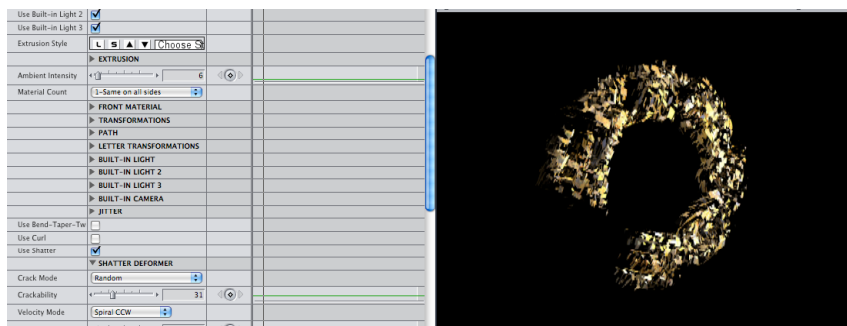 Use Built-in Light 2
Use Built-in Light 3
Extrusion Style L S Choose St
EXTRUSION
Ambient Intensity 6
Material Count 1-Same on all sides
FRONT MATERIAL
TRANSFORMATIONS
PATH
LETTER TRANSFORMATIONS
BUILT-IN LIGHT
BUILT-IN LIGHT 2
BUILT-IN LIGHT 3
BUILT-IN CAMERA
JITTER
Use Bend-Taper-Tw
Use Curl
Use Shatter
SHATTER DEFORMER
Crack Mode Random
Crackability 31
Velocity Mode Spiral CCW